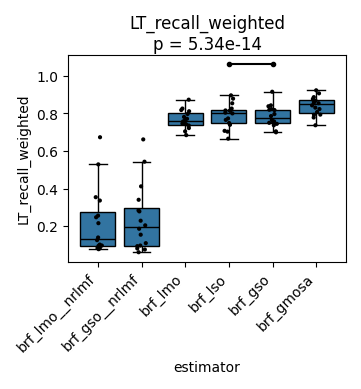 LT_recall_weighted
p = 5.34e-14
LT_recall_weighted
1.0
0.8
0.6
0.4
0.2
brf_lmo__nrlmf
brf_gso__nrlmf
brf_lmo
brf_lso
brf_gso
brf_gmosa
estimator